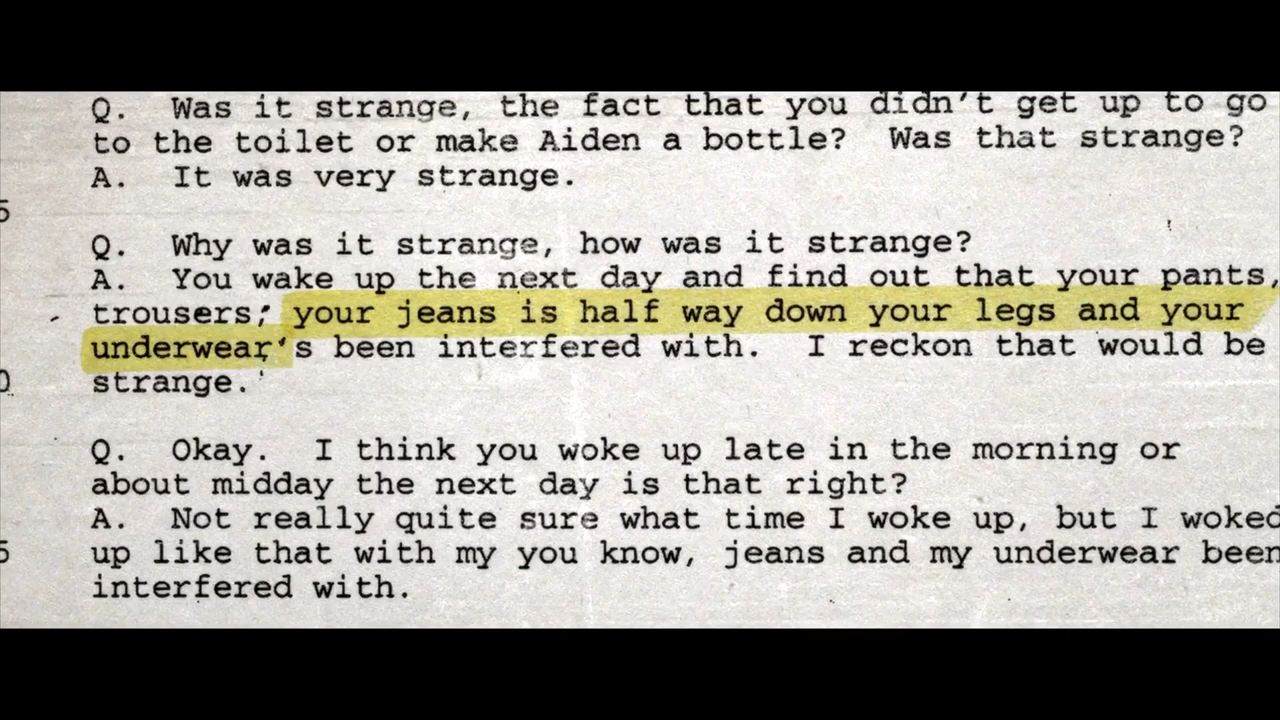 Q. Was it strange, the fact that you didn't get up to go
to the toilet or make Aiden a bottle? Was that strange?
A. It was very strange.
5
Q. Why was it strange, how was it strange?
A. You wake up the next day and find out that your pants,
trousers, your jeans is half way down your legs and your
underwear's been interfered with. I reckon that would be
0 strange.
Q. Okay. I think you woke up late in the morning or
about midday the next day is that right?
A. Not really quite sure what time I woke up, but I woked
5 up like that with my you know, jeans and my underwear been
interfered with.